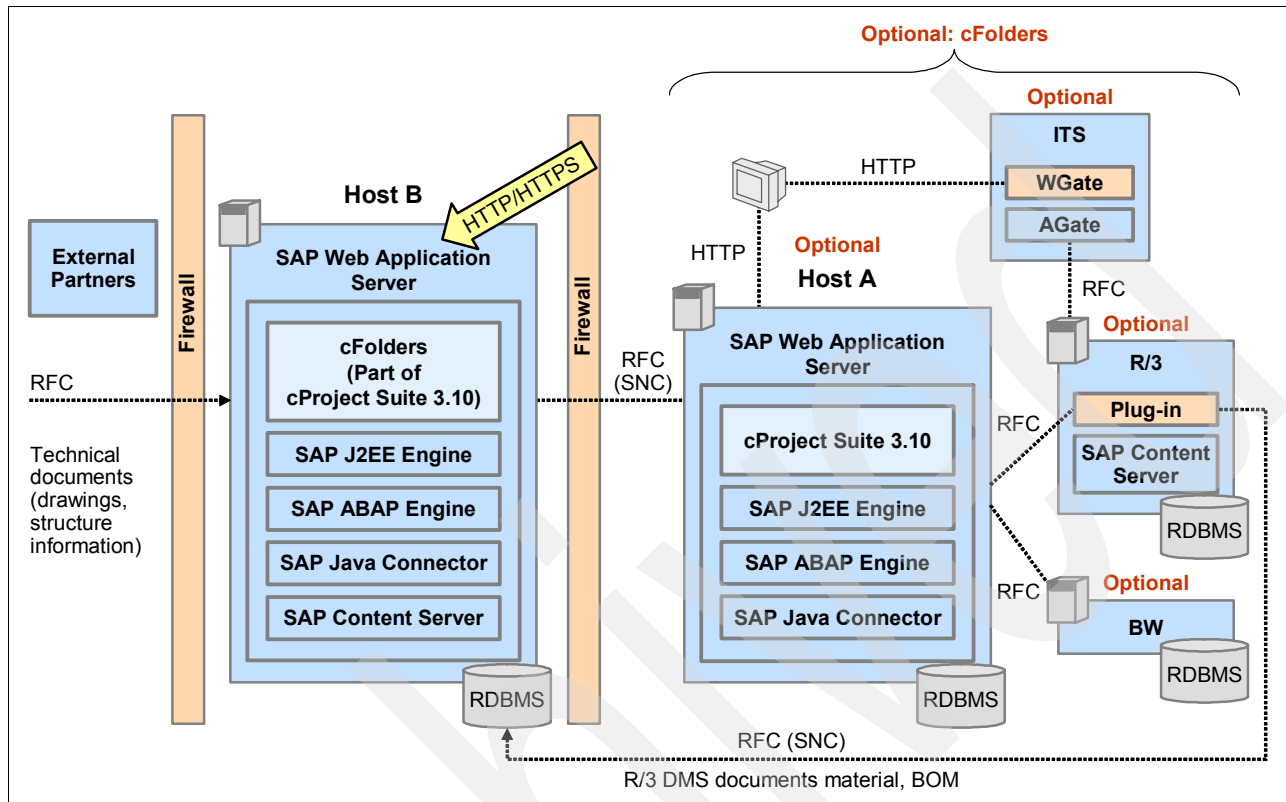 Optional: cFolders
Optional
ITS
WGate
AGate
HTTP
HTTP
RFC
Host B
HTTP/HTTPS
External
Partners
Firewall
Firewall
SAP Web Application
Server
cFolders
(Part of
cProject Suite 3.10)
SAP J2EE Engine
SAP ABAP Engine
SAP Java Connector
SAP Content Server
RDBMS
RFC
Technical
documents
(drawings,
structure
information)
RFC
(SNC)
Optional
Host A
SAP Web Application
Server
cProject Suite 3.10
SAP J2EE Engine
SAP ABAP Engine
SAP Java Connector
RDBMS
RFC
RFC
Optional
R/3
Plug-in
SAP Content
Server
RDBMS
Optional
BW
RDBMS
RFC (SNC)
R/3 DMS documents material, BOM